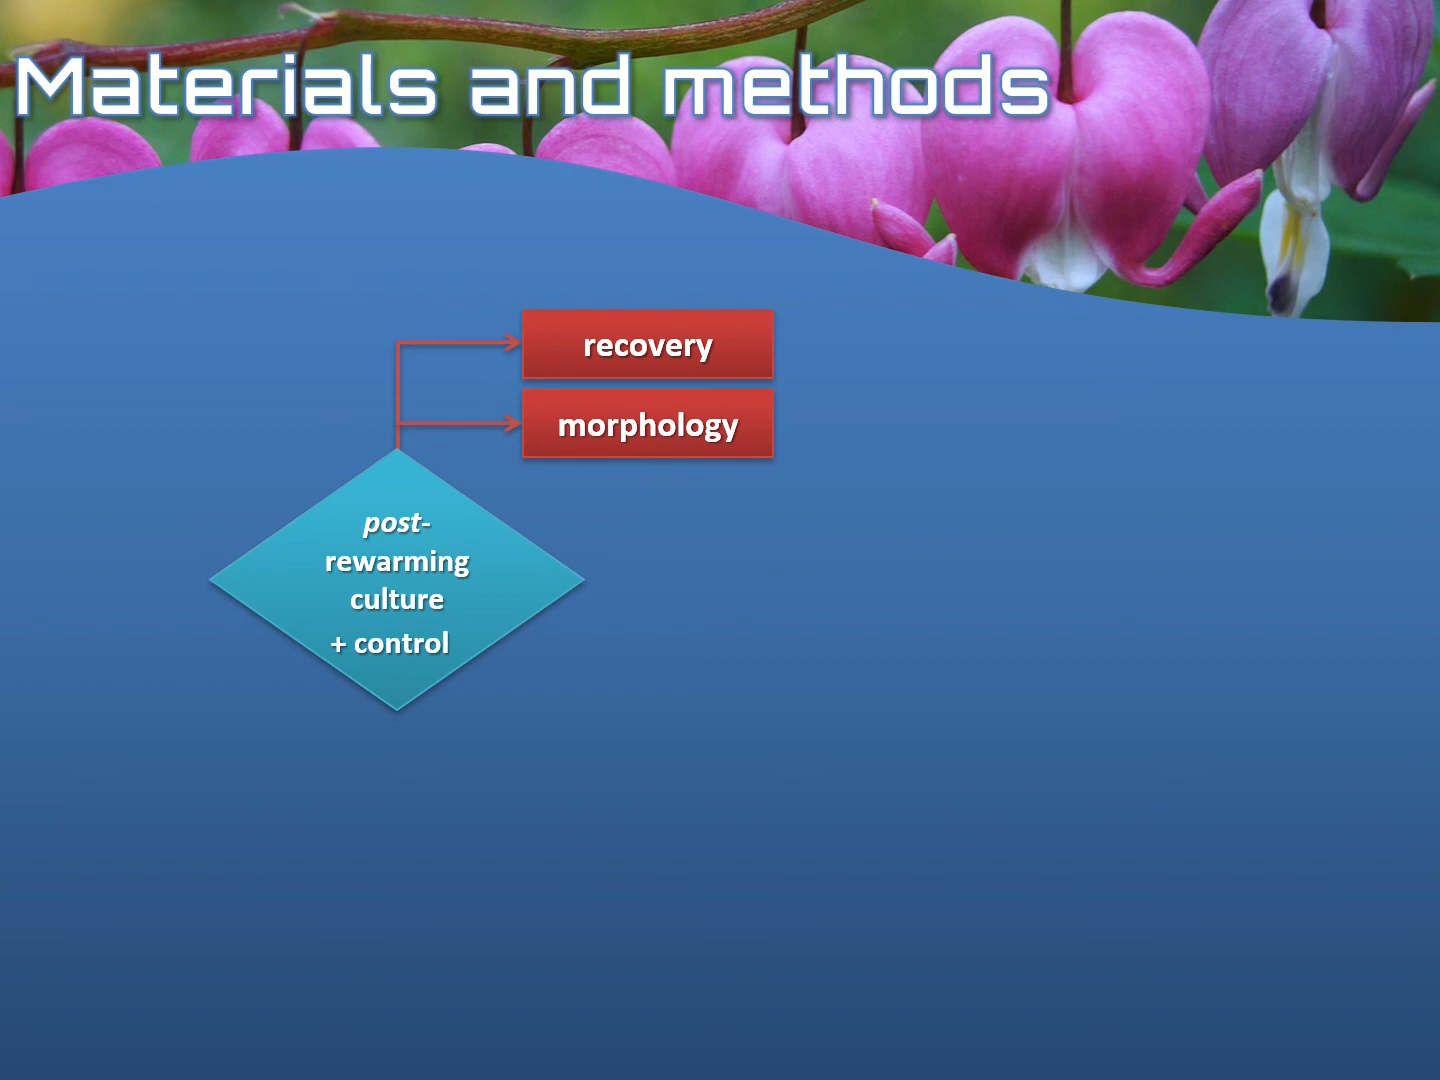 Materials and methods
recovery
morphology
post-
rewarming
culture
+ control